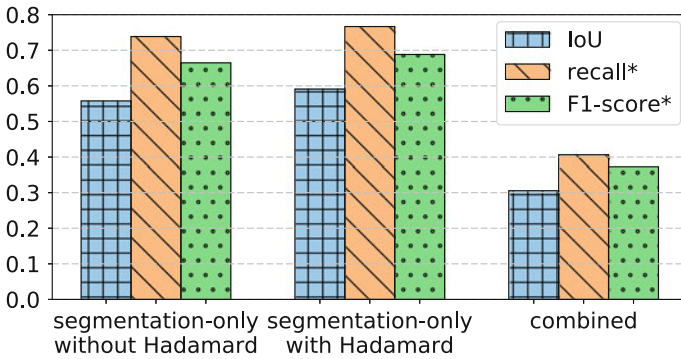 0.8
0.7
0.6
0.5
0.4
0.3
0.2
0.1
0.0
IoU
recall*
F1-score*
segmentation-only
without Hadamard
segmentation-only
with Hadamard
combined